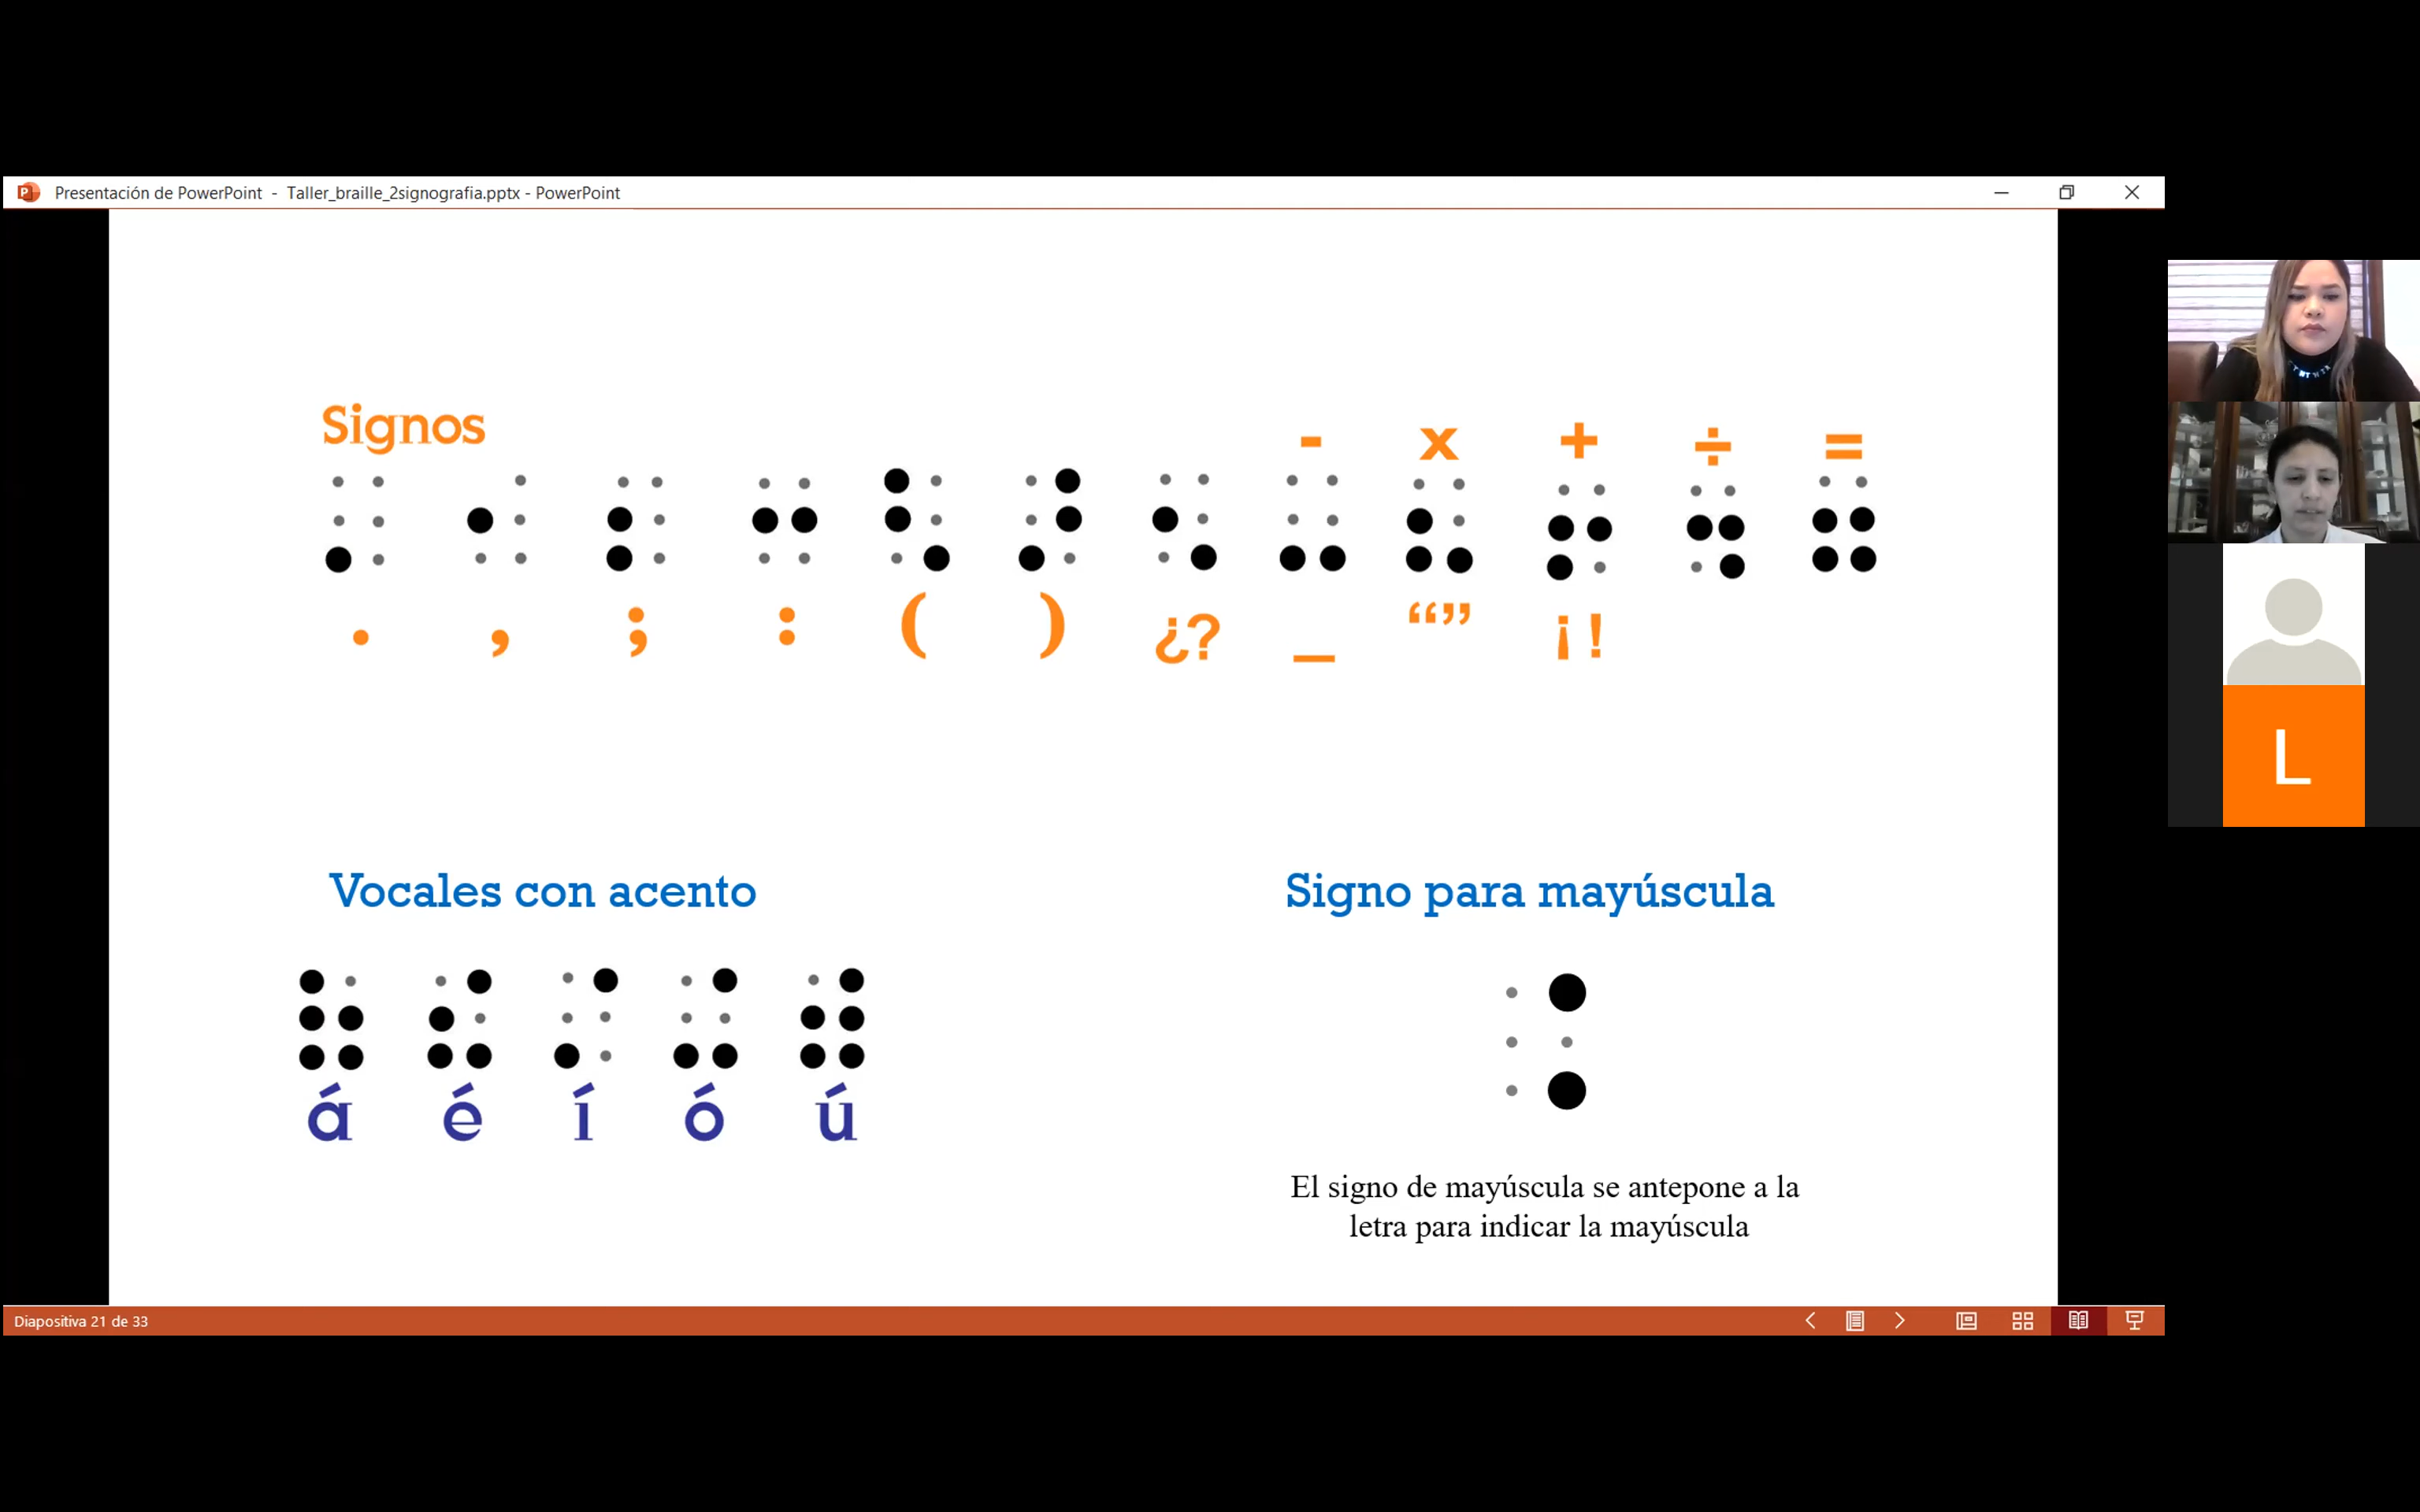 Presentación de PowerPoint - Taller_braille_2signografia.pptx - PowerPoint
Signos
- x + ÷ =
⠄ ⠂ ⠆ ⠒ ⠣ ⠜ ⠢ ⠤ ⠦ ⠖ ⠲ ⠶
. , ; : ( ) ¿? _ “” ¡!
Vocales con acento
⠷ ⠮ ⠌ ⠬ ⠾
á é í ó ú
Signo para mayúscula
⠨
El signo de mayúscula se antepone a la
letra para indicar la mayúscula
L
Diapositiva 21 de 33